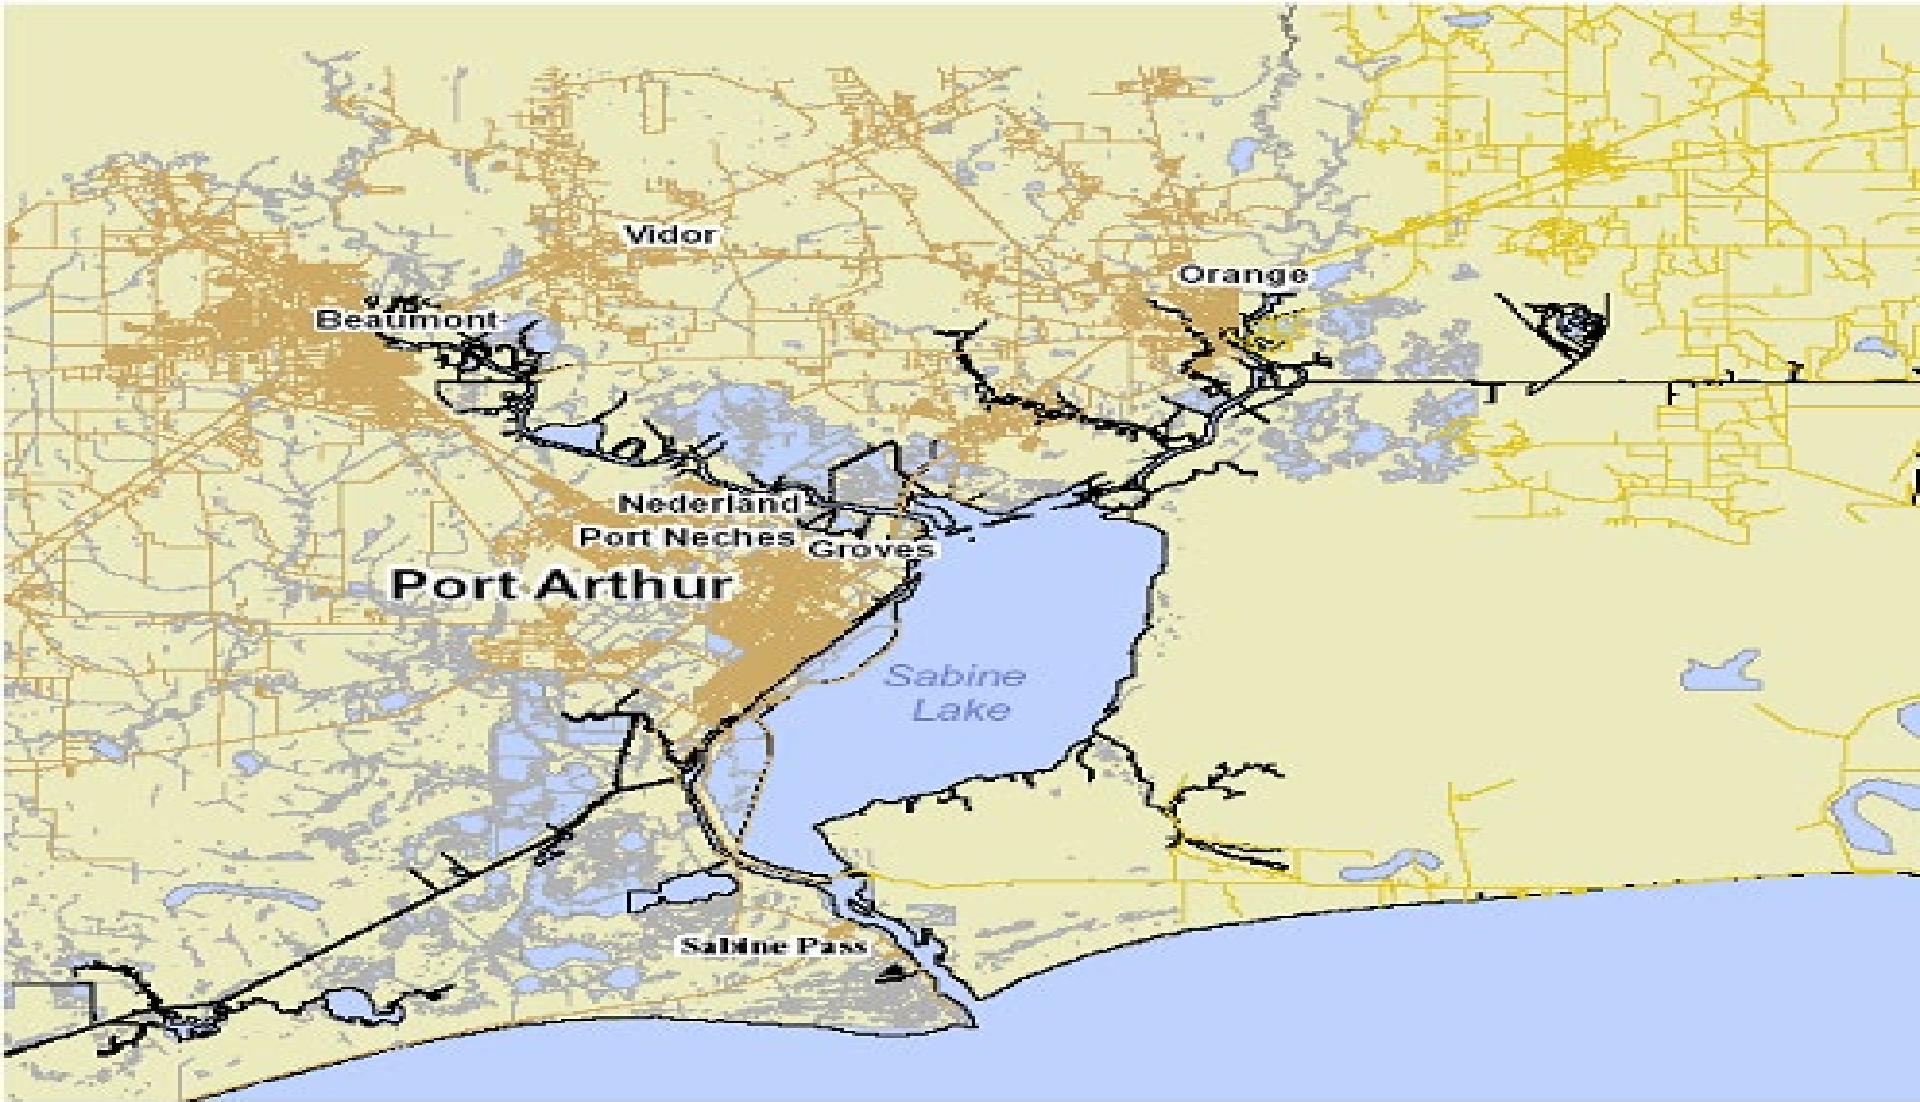 Vidor
Orange
Beaumont
Nederland
Port Neches
Groves
Port Arthur
Sabine
Lake
Sabine Pass